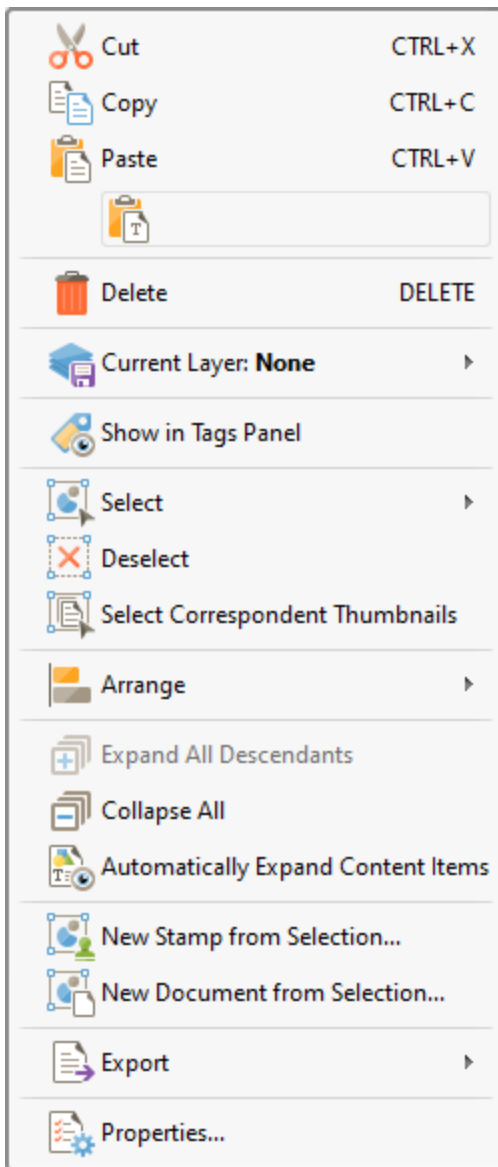 Cut CTRL+X
Copy CTRL+C
Paste CTRL+V
T
Delete DELETE
Current Layer: None
Show in Tags Panel
Select
Deselect
Select Correspondent Thumbnails
Arrange
Expand All Descendants
Collapse All
Automatically Expand Content Items
New Stamp from Selection...
New Document from Selection...
Export
Properties...